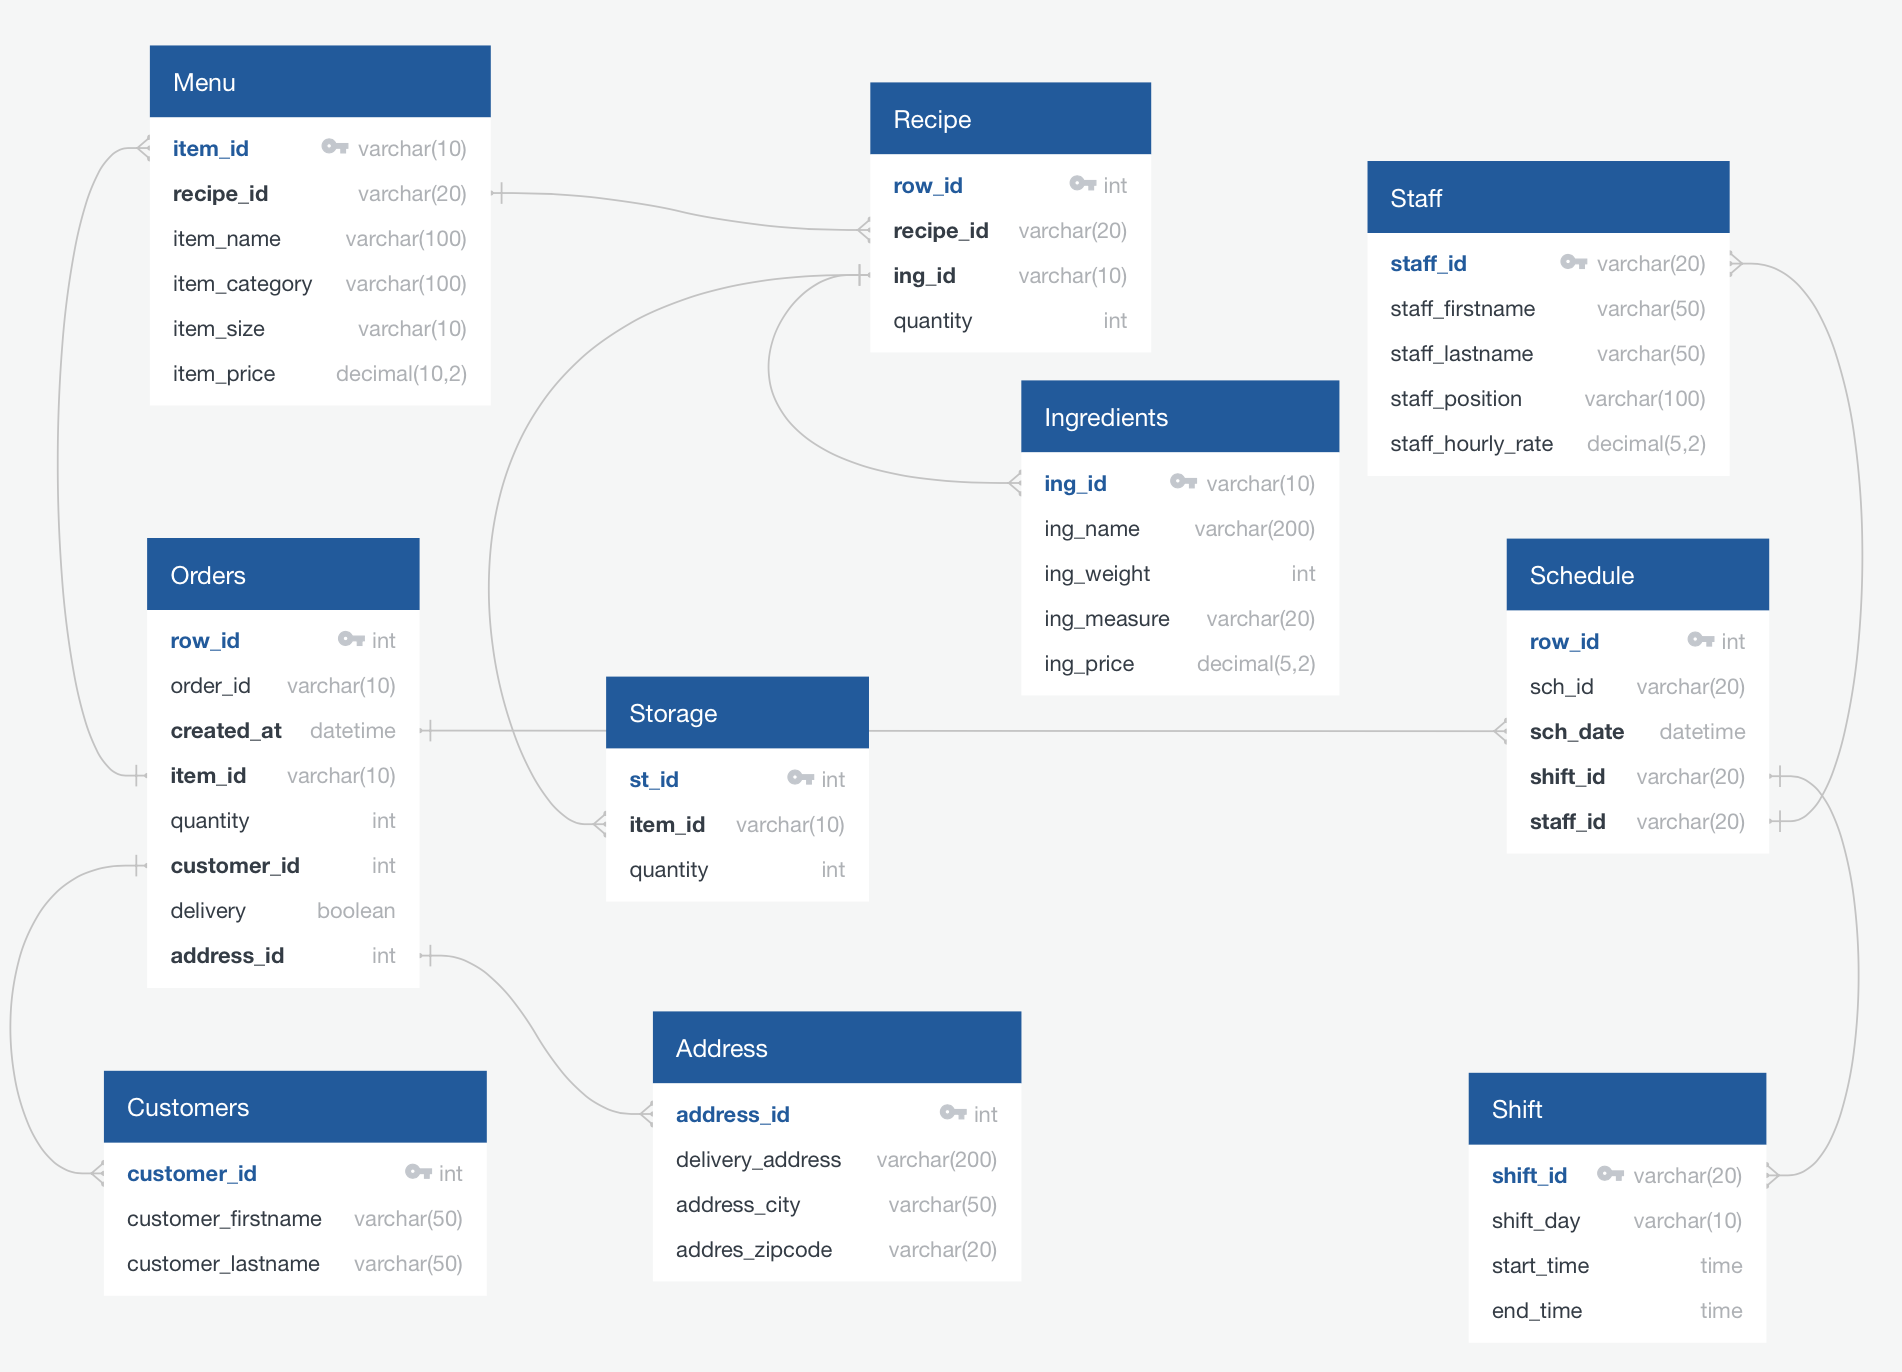 Menu
item_id varchar(10)
recipe_id varchar(20)
item_name varchar(100)
item_category varchar(100)
item_size varchar(10)
item_price decimal(10,2)
Recipe
row_id int
recipe_id varchar(20)
ing_id varchar(10)
quantity int
Staff
staff_id varchar(20)
staff_firstname varchar(50)
staff_lastname varchar(50)
staff_position varchar(100)
staff_hourly_rate decimal(5,2)
Ingredients
ing_id varchar(10)
ing_name varchar(200)
ing_weight int
ing_measure varchar(20)
ing_price decimal(5,2)
Orders
row_id int
order_id varchar(10)
created_at datetime
item_id varchar(10)
quantity int
customer_id int
delivery boolean
address_id int
Storage
st_id int
item_id varchar(10)
quantity int
Schedule
row_id int
sch_id varchar(20)
sch_date datetime
shift_id varchar(20)
staff_id varchar(20)
Customers
customer_id int
customer_firstname varchar(50)
customer_lastname varchar(50)
Address
address_id int
delivery_address varchar(200)
address_city varchar(50)
addres_zipcode varchar(20)
Shift
shift_id varchar(20)
shift_day varchar(10)
start_time time
end_time time